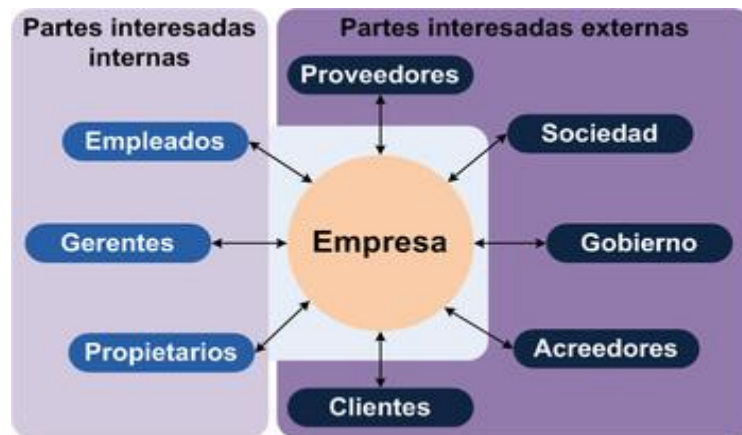 Partes interesadas
internas
Partes interesadas externas
Proveedores
Empleados
Sociedad
Gerentes
Empresa
Gobierno
Propietarios
Acreedores
Clientes